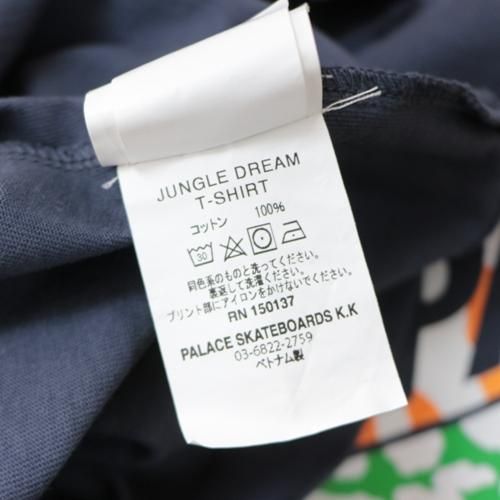 JUNGLE DREAM
T-SHIRT
コットン 100%
30
同色系のものと洗ってください。
裏返して洗濯ください。
プリント部にアイロンをかけないでください。
RN 150137
PALACE SKATEBOARDS K.K
03-6822-2759
ベトナム製